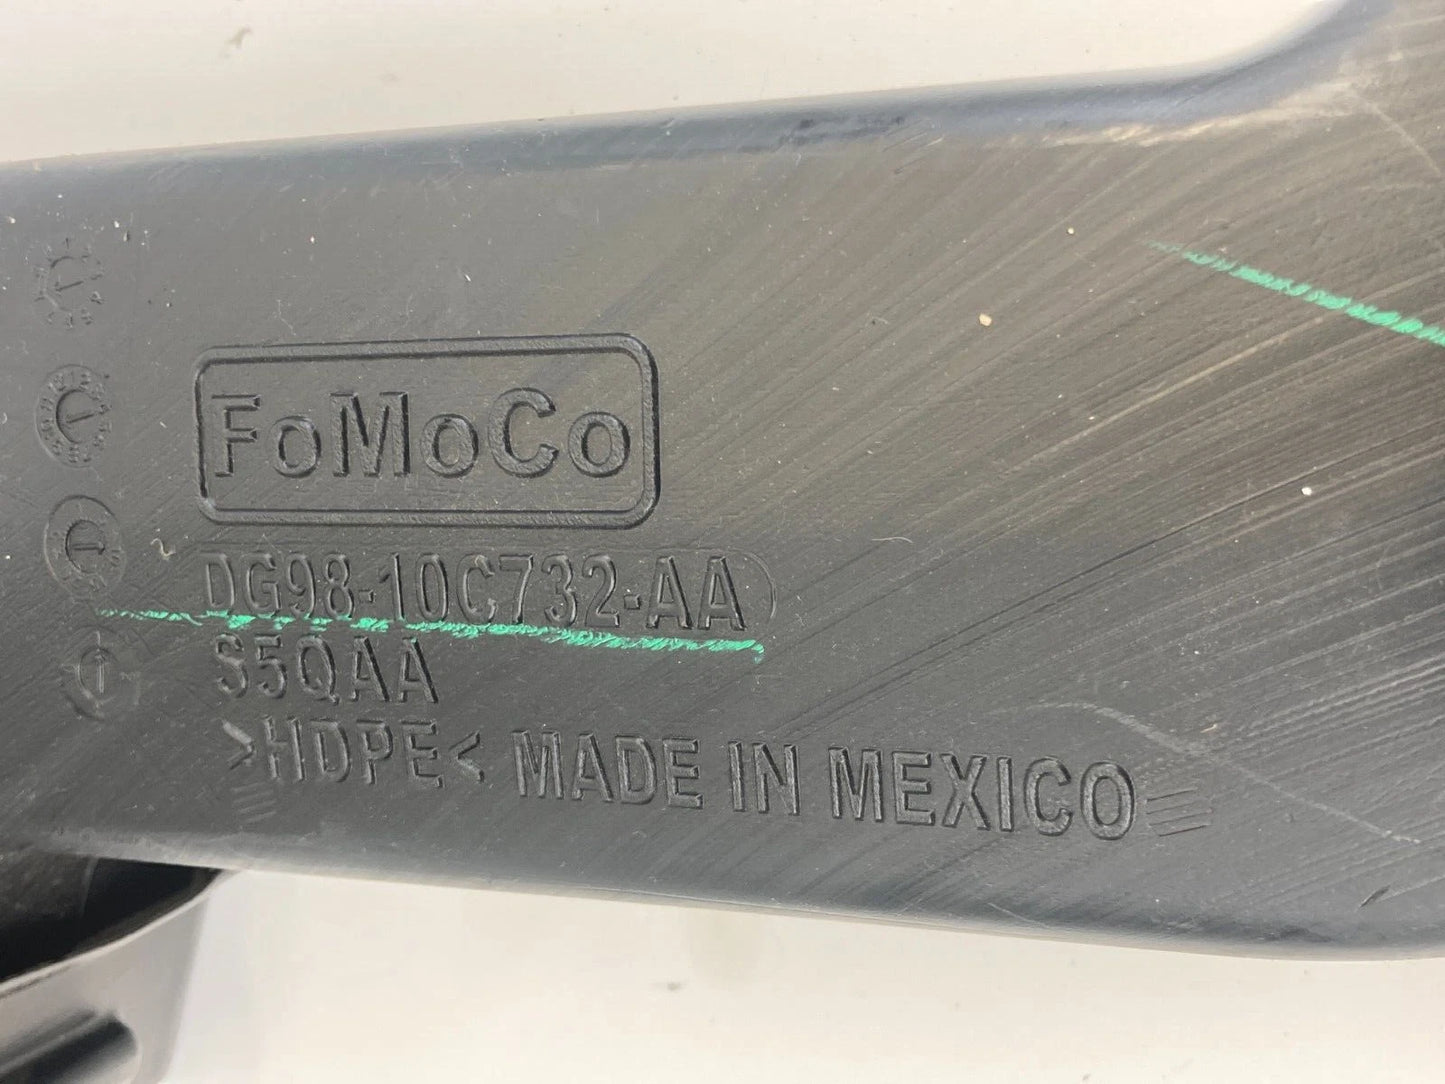 FoMoCo
DG98-10C732-AA
S5QAA
>HDPE< MADE IN MEXICO